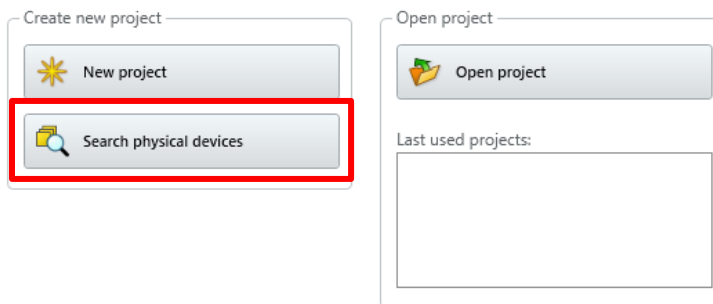 Create new project
New project
Search physical devices
Open project
Open project
Last used projects: